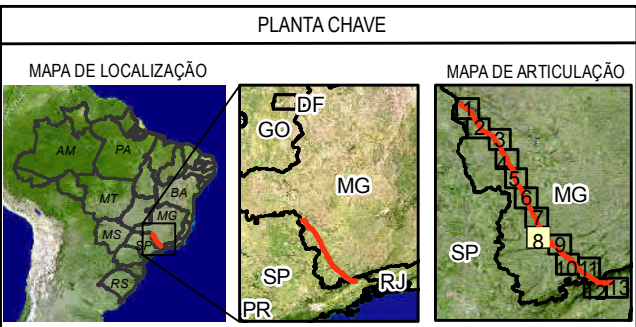 PLANTA CHAVE
MAPA DE LOCALIZAÇÃO
AM
PA
MT
BA
MG
MS
SP
RS
DF
GO
MG
SP
RJ
PR
MAPA DE ARTICULAÇÃO
1
2
3
4
5
6
7
MG
8
9
SP
10
11
12
13